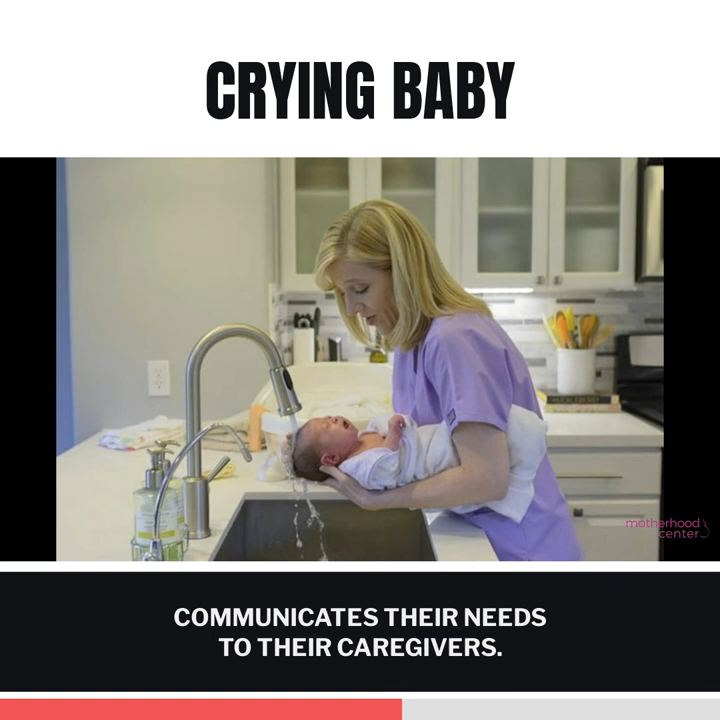 CRYING BABY
motherhood
center
COMMUNICATES THEIR NEEDS
TO THEIR CAREGIVERS.